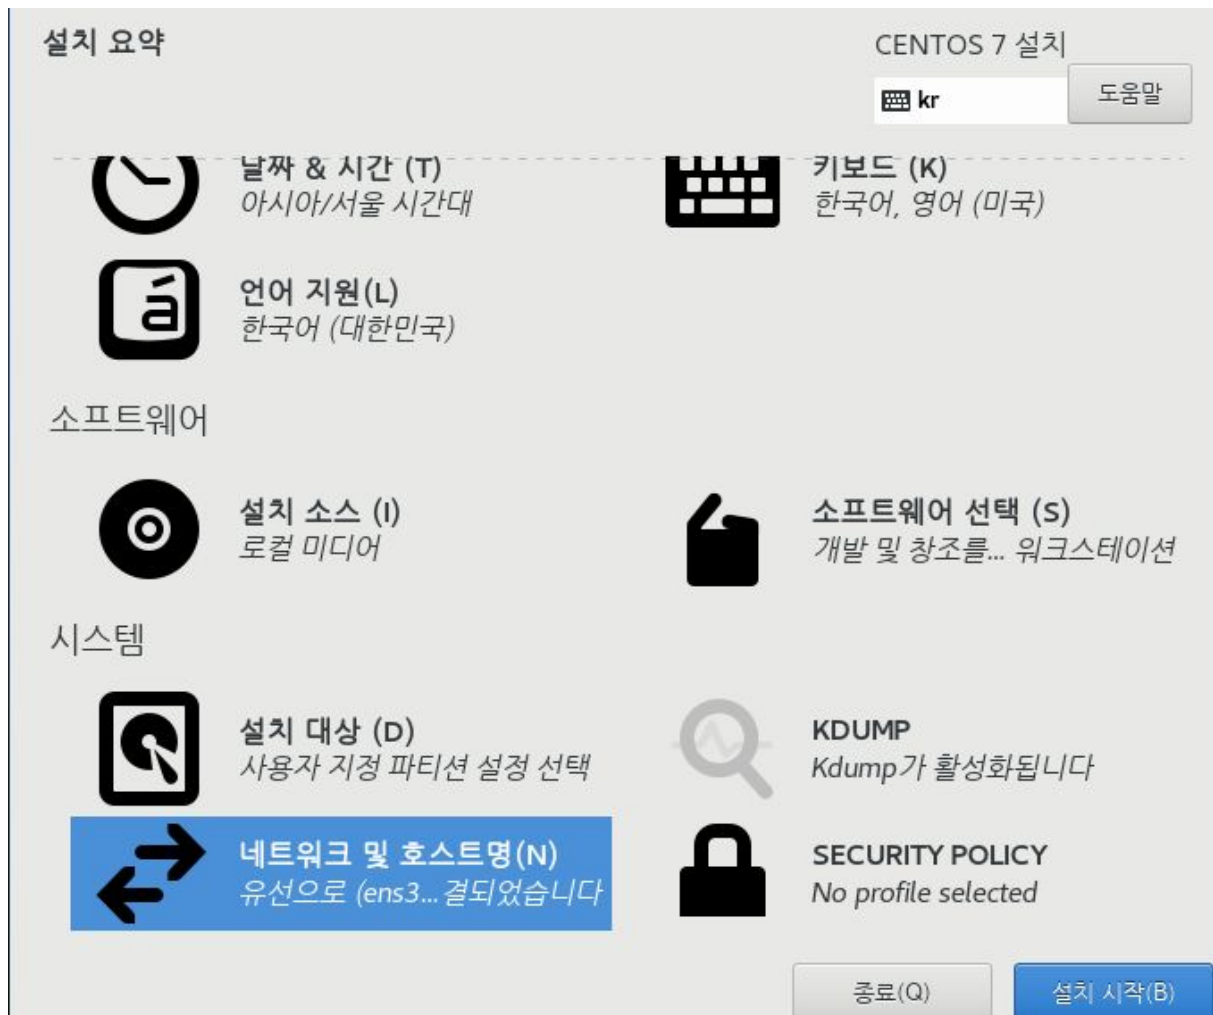 설치 요약
CENTOS 7 설치
kr
도움말
날짜 & 시간 (T)
아시아/서울 시간대
키보드 (K)
한국어, 영어 (미국)
언어 지원(L)
한국어 (대한민국)
소프트웨어
설치 소스 (I)
로컬 미디어
소프트웨어 선택 (S)
개발 및 창조를... 워크스테이션
시스템
설치 대상 (D)
사용자 지정 파티션 설정 선택
KDUMP
Kdump가 활성화됩니다
네트워크 및 호스트명(N)
유선으로 (ens3...결되었습니다
SECURITY POLICY
No profile selected
종료(Q)
설치 시작(B)